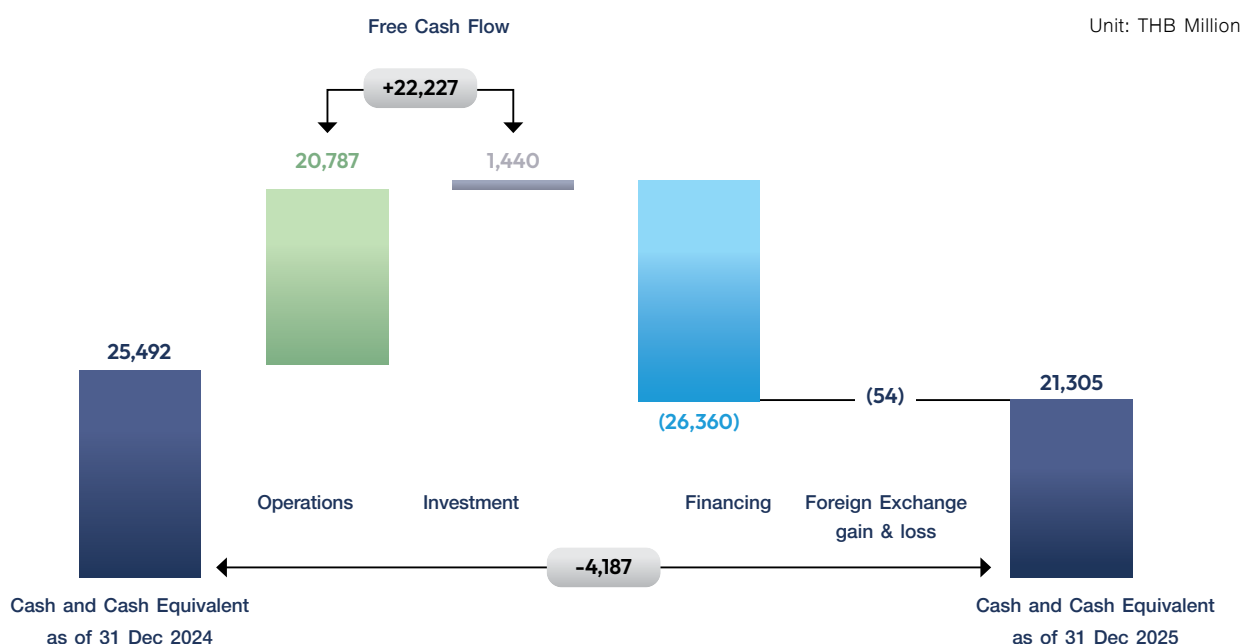 Free Cash Flow
Unit: THB Million
+22,227
20,787
1,440
25,492
(26,360)
(54)
21,305
Operations
Investment
Financing
Foreign Exchange
gain & loss
-4,187
Cash and Cash Equivalent
as of 31 Dec 2024
Cash and Cash Equivalent
as of 31 Dec 2025